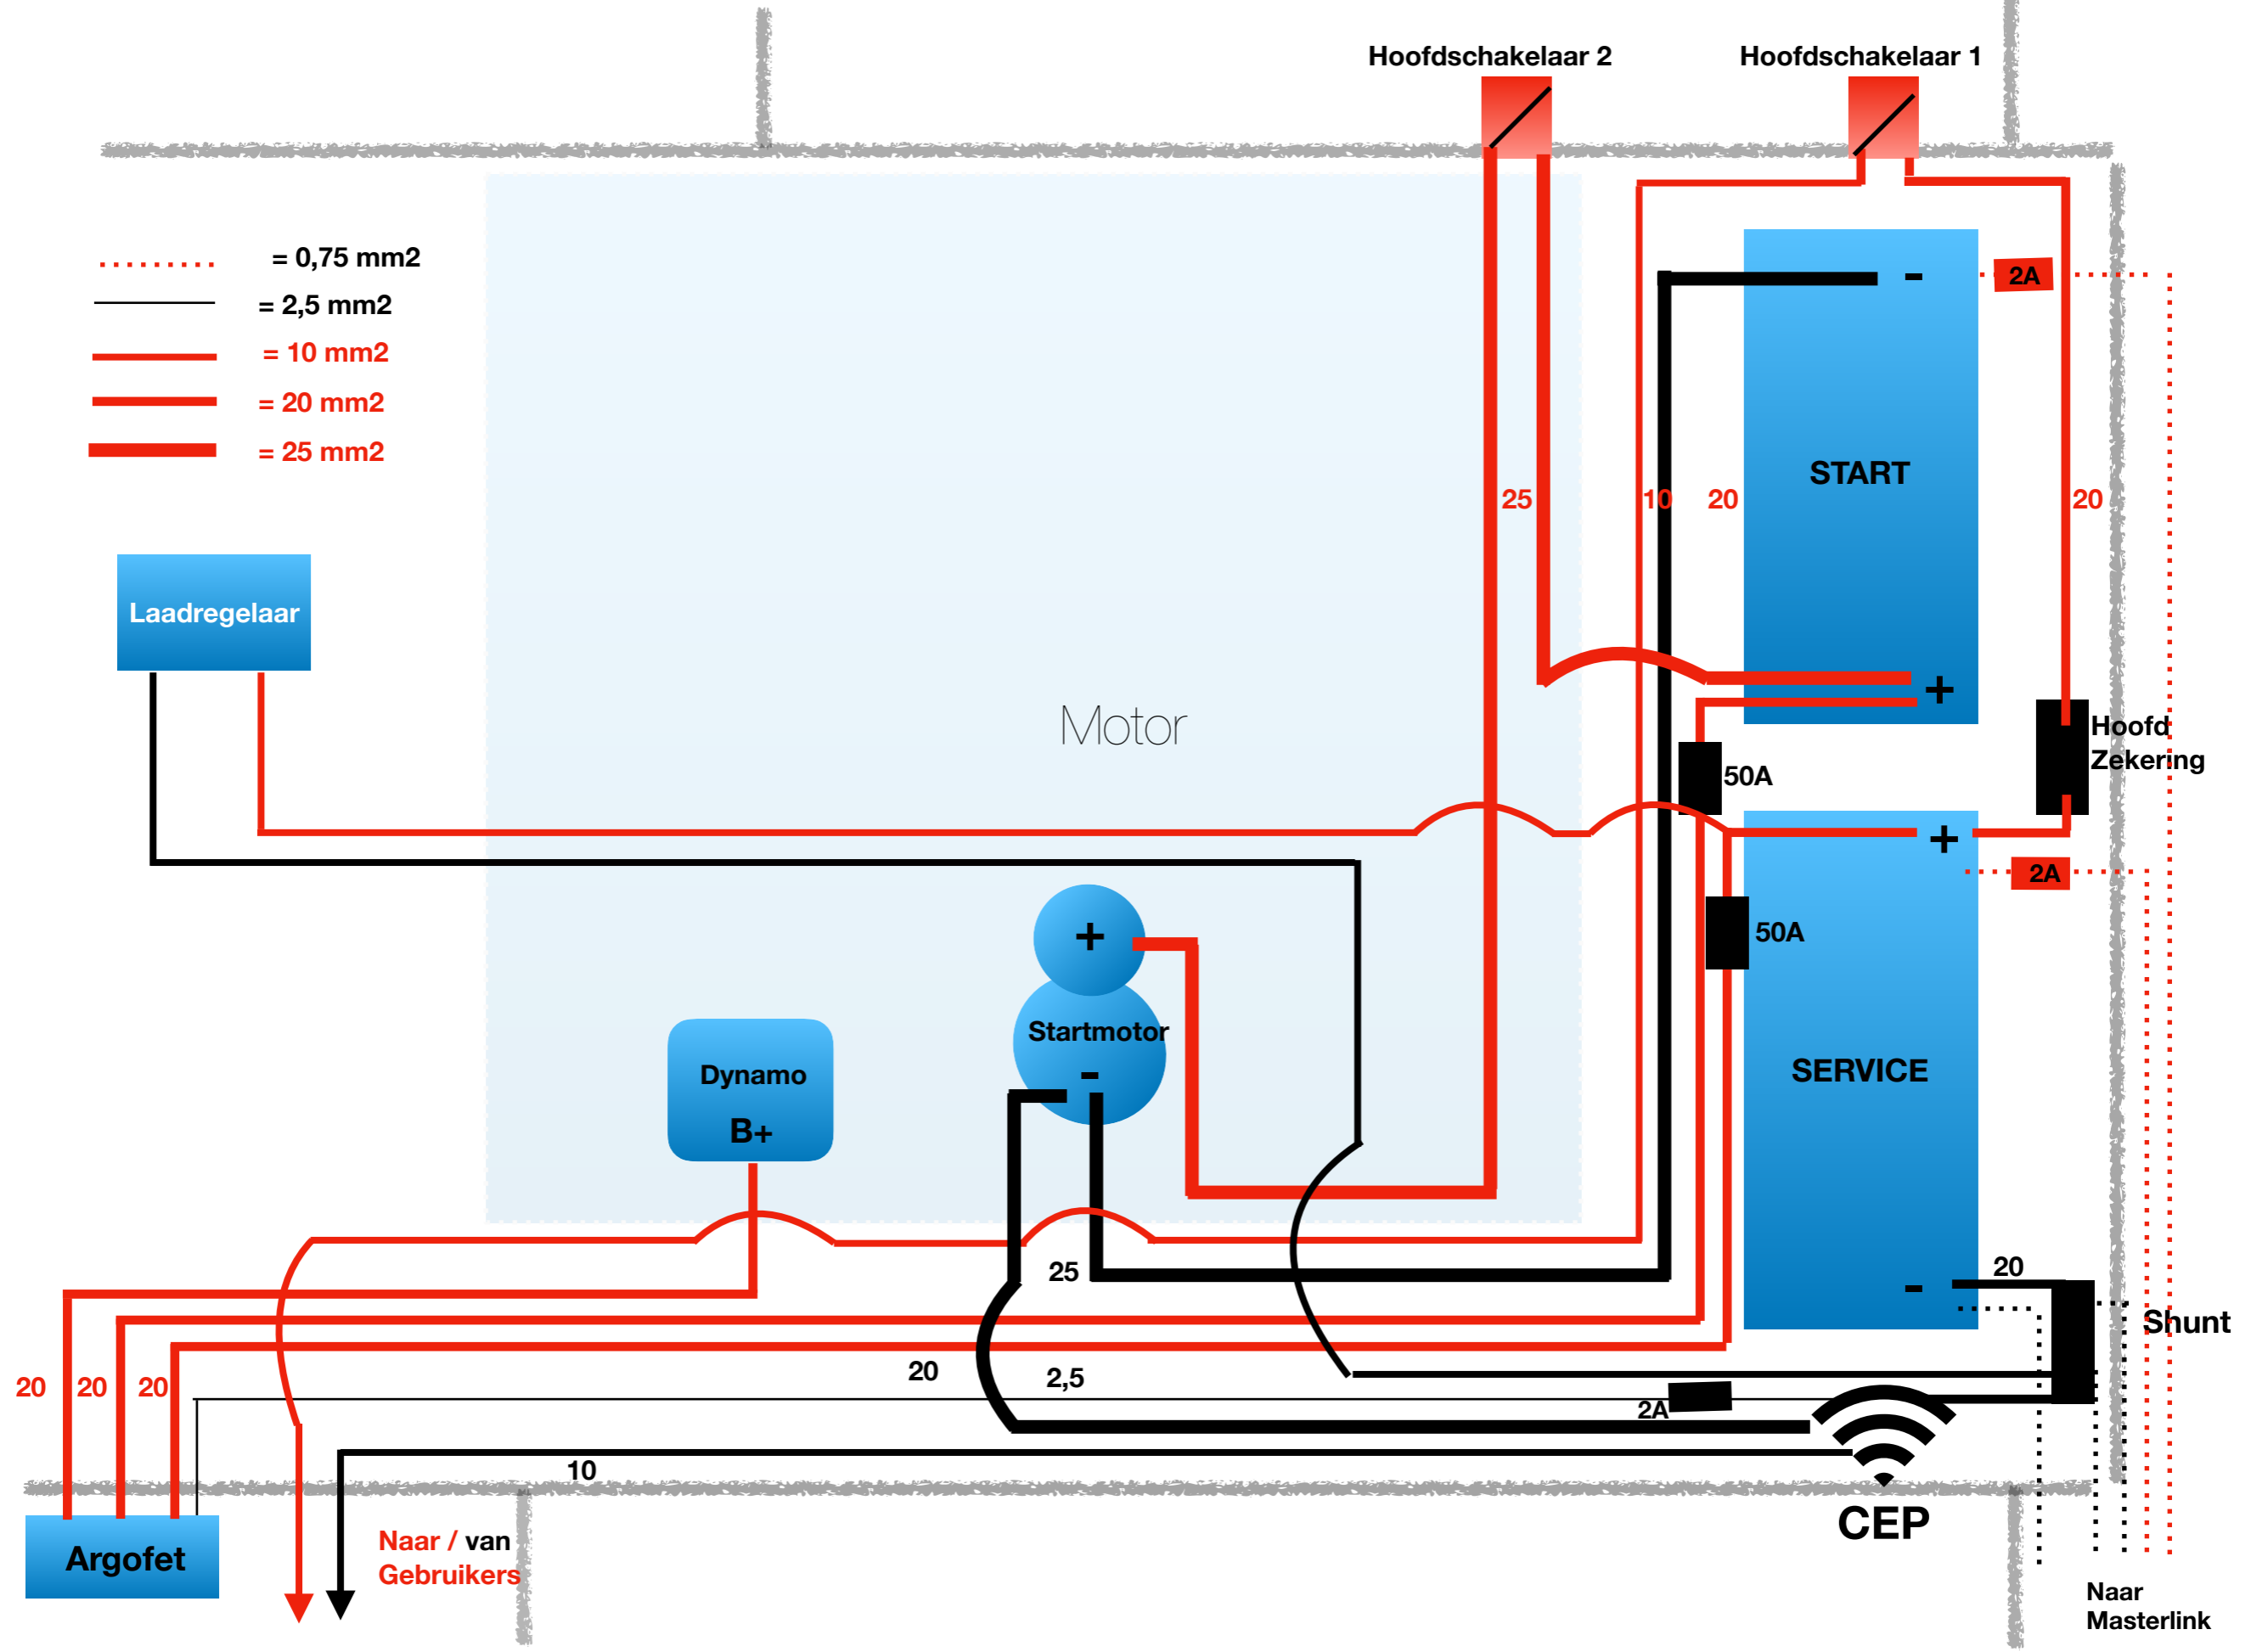 Hoofdschakelaar 2
Hoofdschakelaar 1
= 0,75 mm2
= 2,5 mm2
= 10 mm2
= 20 mm2
= 25 mm2
-
2A
START
25
10
20
20
+
Laadregelaar
Motor
Hoofd
Zekering
50A
+
2A
50A
+
Startmotor
-
Dynamo
B+
SERVICE
-
20
25
Shunt
20
20
20
20
2,5
2A
10
CEP
Argofet
Naar / van
Gebruikers
Naar
Masterlink